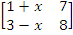 [1 + x 7]
[3 − x 8]